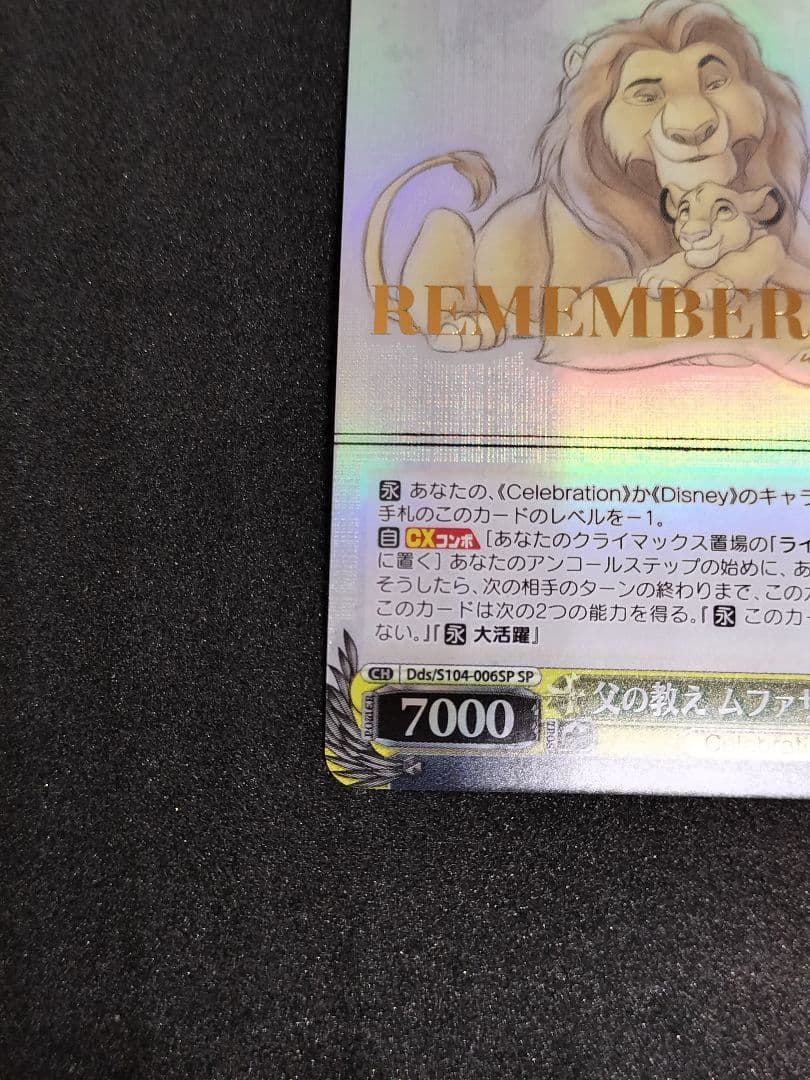 REMEMBER
永 あなたの、《Celebration》か《Disney》のキャラ
手札のこのカードのレベルを－1。
自 CXコンボ ［あなたのクライマックス置場の「ライ
に置く］ あなたのアンコールステップの始めに、あ
そうしたら、次の相手のターンの終わりまで、このカ
このカードは次の2つの能力を得る。『永 このカー
ない。』『永 大活躍』
CH Dds/S104-006SP SP
POWER 7000 父の教え ムファサ
Celebrat